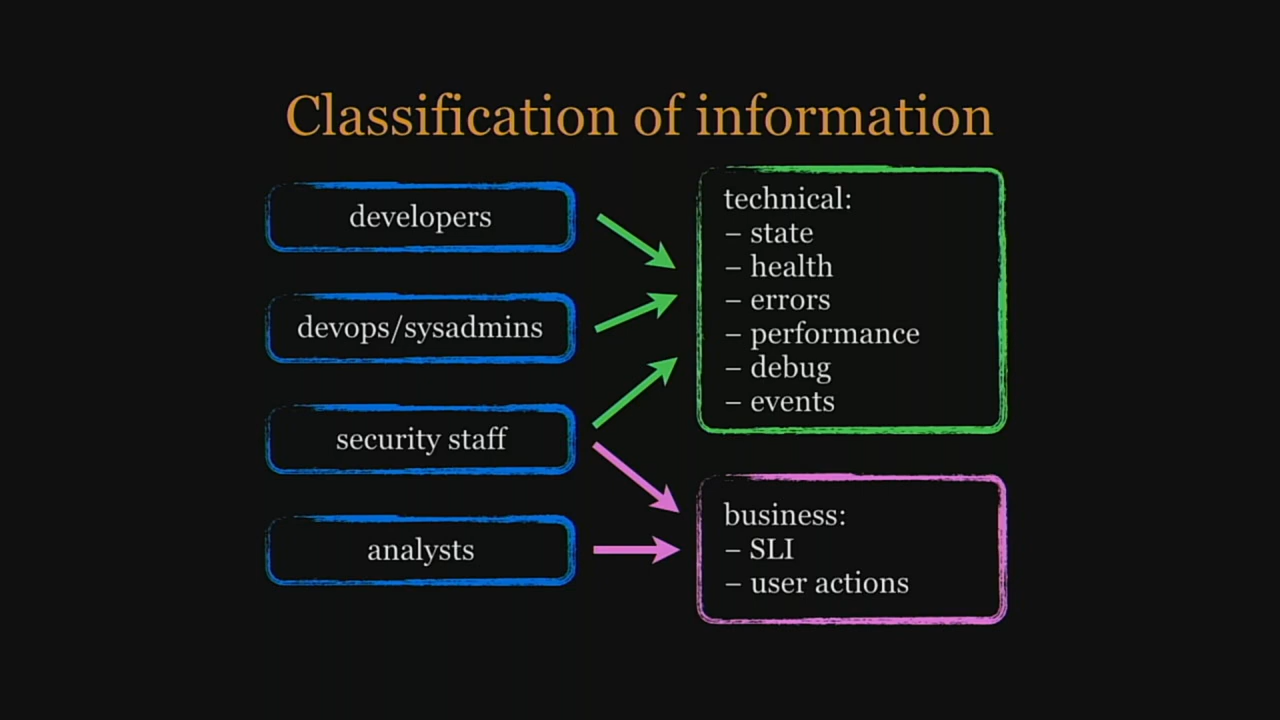 Classification of information
developers
devops/sysadmins
security staff
analysts
technical:
– state
– health
– errors
– performance
– debug
– events
business:
– SLI
– user actions